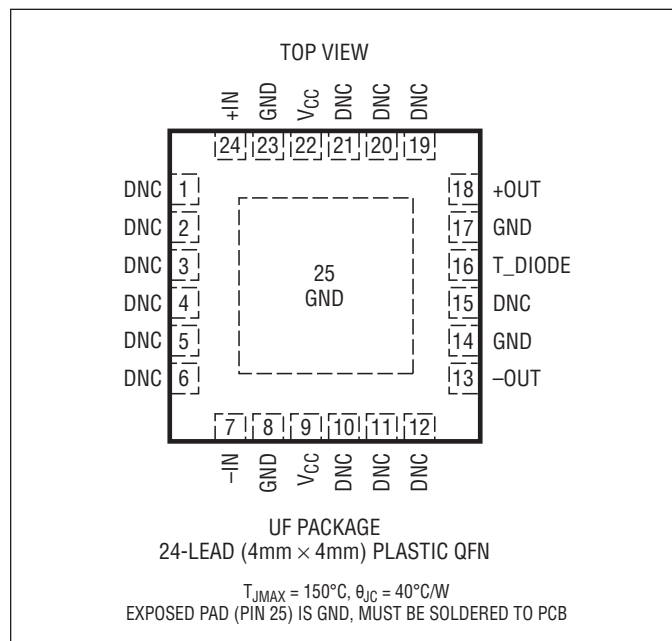 TOP VIEW
+IN GND VCC DNC DNC DNC
24 23 22 21 20 19
DNC 1 18 +OUT
DNC 2 17 GND
DNC 3 16 T_DIODE
25
GND
DNC 4 15 DNC
DNC 5 14 GND
DNC 6 13 –OUT
7 8 9 10 11 12
–IN GND VCC DNC DNC DNC
UF PACKAGE
24-LEAD (4mm × 4mm) PLASTIC QFN
TJMAX = 150°C, θJC = 40°C/W
EXPOSED PAD (PIN 25) IS GND, MUST BE SOLDERED TO PCB